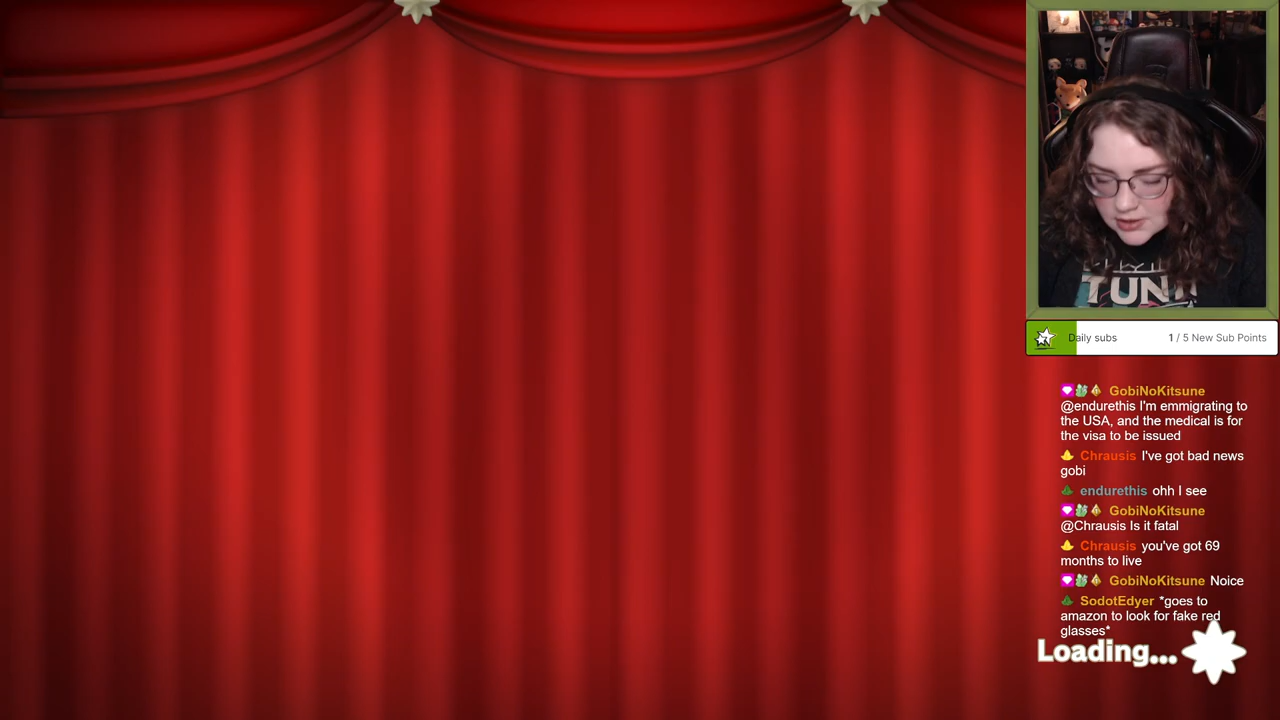 TUN
Daily subs
1 / 5 New Sub Points
GobiNoKitsune
@endurethis I'm emmigrating to
the USA, and the medical is for
the visa to be issued
Chrausis I've got bad news
gobi
endurethis ohh I see
GobiNoKitsune
@Chrausis Is it fatal
Chrausis you've got 69
months to live
GobiNoKitsune Noice
SodotEdyer *goes to
amazon to look for fake red
glasses*
Loading...